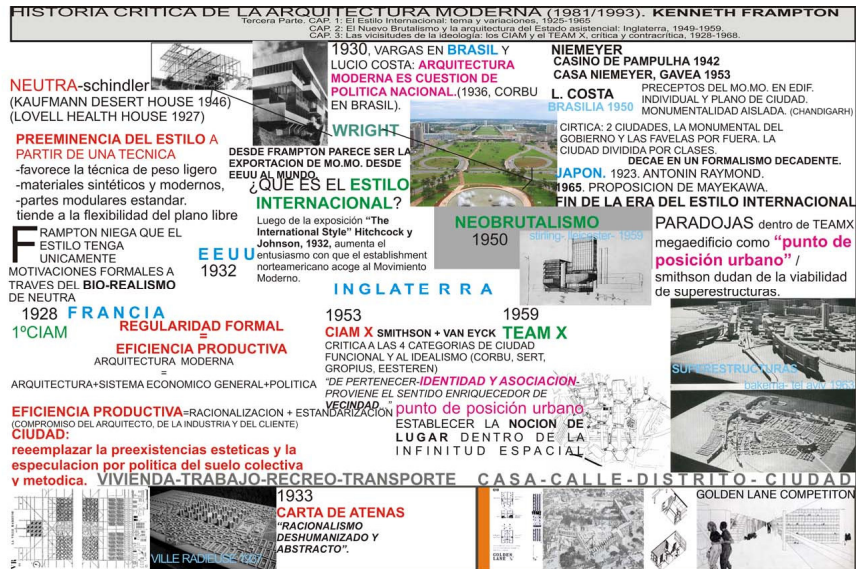 HISTORIA CRITICA DE LA ARQUITECTURA MODERNA (1981/1993). KENNETH FRAMPTON
Tercera Parte. CAP. 1: El Estilo Internacional: tema y variaciones, 1925-1965
CAP. 2: El Nuevo Brutalismo y la arquitectura del Estado asistencial: Inglaterra, 1949-1959.
CAP. 3: Las vicisitudes de la ideología: los CIAM y el TEAM X, crítica y contracrítica, 1928-1968.
NEUTRA-schindler
(KAUFMANN DESERT HOUSE 1946)
(LOVELL HEALTH HOUSE 1927)
PREEMINENCIA DEL ESTILO A
PARTIR DE UNA TECNICA
-favorece la técnica de peso ligero
-materiales sintéticos y modernos,
-partes modulares estandar.
tiende a la flexibilidad del plano libre
FRAMPTON NIEGA QUE EL
ESTILO TENGA
UNICAMENTE
MOTIVACIONES FORMALES A
TRAVES DEL BIO-REALISMO
DE NEUTRA
1930, VARGAS EN BRASIL Y
LUCIO COSTA: ARQUITECTURA
MODERNA ES CUESTION DE
POLITICA NACIONAL.(1936, CORBU
EN BRASIL).
WRIGHT
DESDE FRAMPTON PARECE SER LA
EXPORTACION DE MO.MO. DESDE
EEUU AL MUNDO.
¿QUE ES EL ESTILO
INTERNACIONAL?
EEUU
1932
Luego de la exposición "The
International Style" Hitchcock y
Johnson, 1932, aumenta el
entusiasmo con que el establishment
norteamericano acoge al Movimiento
Moderno.
NIEMEYER
CASINO DE PAMPULHA 1942
CASA NIEMEYER, GAVEA 1953
L. COSTA
BRASILIA 1950
PRECEPTOS DEL MO.MO. EN EDIF.
INDIVIDUAL Y PLANO DE CIUDAD.
MONUMENTALIDAD AISLADA. (CHANDIGARH)
CIRTICA: 2 CIUDADES, LA MONUMENTAL DEL
GOBIERNO Y LAS FAVELAS POR FUERA. LA
CIUDAD DIVIDIDA POR CLASES.
DECAE EN UN FORMALISMO DECADENTE.
JAPON. 1923. ANTONIN RAYMOND.
1965. PROPOSICION DE MAYEKAWA.
FIN DE LA ERA DEL ESTILO INTERNACIONAL
NEOBRUTALISMO
1950
stirling- leicester- 1959
PARADOJAS dentro de TEAMX
megaedificio como "punto de
posición urbano" /
smithson dudan de la viabilidad
de superestructuras.
INGLATERRA
1928 FRANCIA
1ºCIAM
REGULARIDAD FORMAL
=
EFICIENCIA PRODUCTIVA
ARQUITECTURA MODERNA
=
ARQUITECTURA+SISTEMA ECONOMICO GENERAL+POLITICA
EFICIENCIA PRODUCTIVA=RACIONALIZACION + ESTANDARIZACION
(COMPROMISO DEL ARQUITECTO, DE LA INDUSTRIA Y DEL CLIENTE)
CIUDAD:
reeemplazar la preexistencias esteticas y la
especulacion por politica del suelo colectiva
y metodica.
1953
CIAM X SMITHSON + VAN EYCK
1959
TEAM X
CRITICA A LAS 4 CATEGORIAS DE CIUDAD
FUNCIONAL Y AL IDEALISMO (CORBU, SERT,
GROPIUS, EESTEREN)
"DE PERTENECER-IDENTIDAD Y ASOCIACION-
PROVIENE EL SENTIDO ENRIQUECEDOR DE
VECINDAD..."
punto de posición urbano.
ESTABLECER LA NOCION DE
LUGAR DENTRO DE LA
INFINITUD ESPACIAL
SUPERESTRUCTURAS
bakema- tel aviv. 1963
VIVIENDA-TRABAJO-RECREO-TRANSPORTE
CASA-CALLE-DISTRITO-CIUDAD
VILLE RADIEUSE
1933
CARTA DE ATENAS
"RACIONALISMO
DESHUMANIZADO Y
ABSTRACTO".
GOLDEN
LANE
GOLDEN LANE COMPETITON